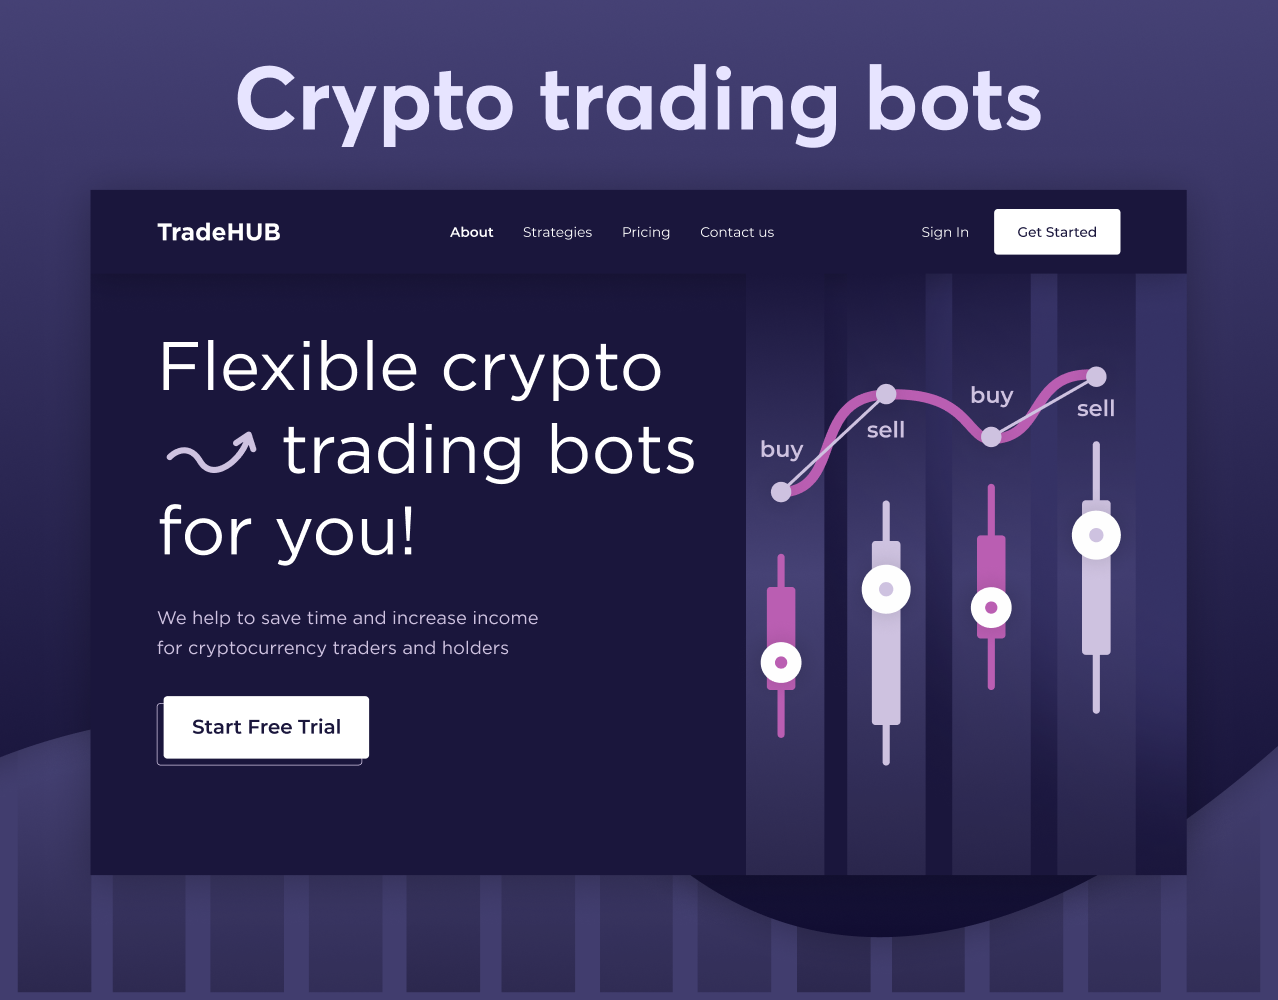 Crypto trading bots
TradeHUB
About
Strategies
Pricing
Contact us
Sign In
Get Started
Flexible crypto
trading bots
for you!
We help to save time and increase income
for cryptocurrency traders and holders
Start Free Trial
buy
sell
buy
sell